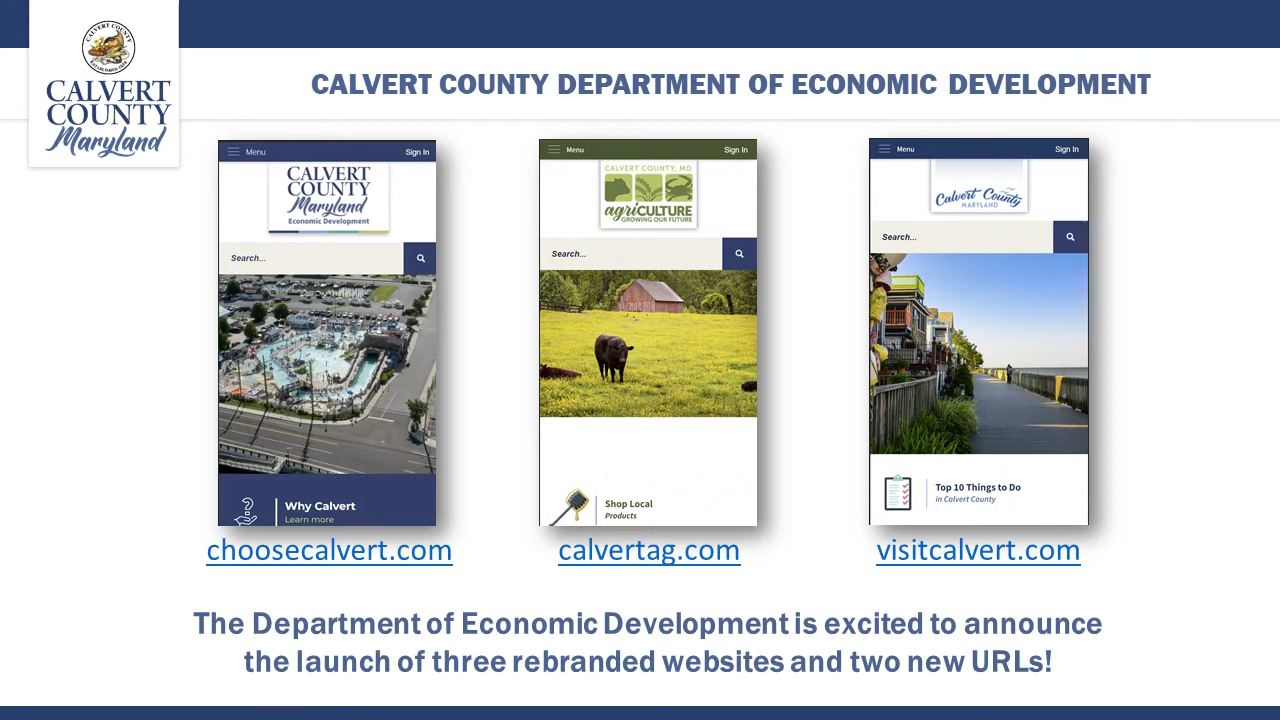 CALVERT COUNTY
ESTABLISHED 1654
CALVERT
COUNTY
Maryland
CALVERT COUNTY DEPARTMENT OF ECONOMIC DEVELOPMENT
Menu
Sign In
CALVERT
COUNTY
Maryland
Economic Development
Search...
Why Calvert
Learn more
choosecalvert.com
Menu
Sign In
CALVERT COUNTY, MD
agriCULTURE
GROWING OUR FUTURE
Search...
Shop Local
Products
calvertag.com
Menu
Sign In
Calvert County
MARYLAND
Search...
Top 10 Things to Do
in Calvert County
visitcalvert.com
The Department of Economic Development is excited to announce
the launch of three rebranded websites and two new URLs!